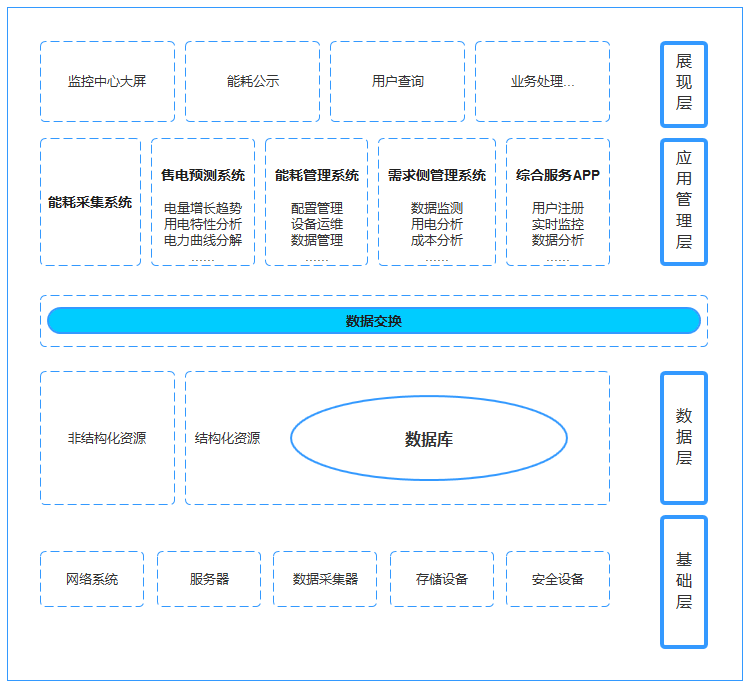 监控中心大屏
能耗公示
用户查询
业务处理...
展现层
能耗采集系统
售电预测系统
电量增长趋势
用电特性分析
电力曲线分解
......
能耗管理系统
配置管理
设备运维
数据管理
......
需求侧管理系统
数据监测
用电分析
成本分析
......
综合服务APP
用户注册
实时监控
数据分析
......
应用管理层
数据交换
非结构化资源
结构化资源
数据库
数据层
网络系统
服务器
数据采集器
存储设备
安全设备
基础层